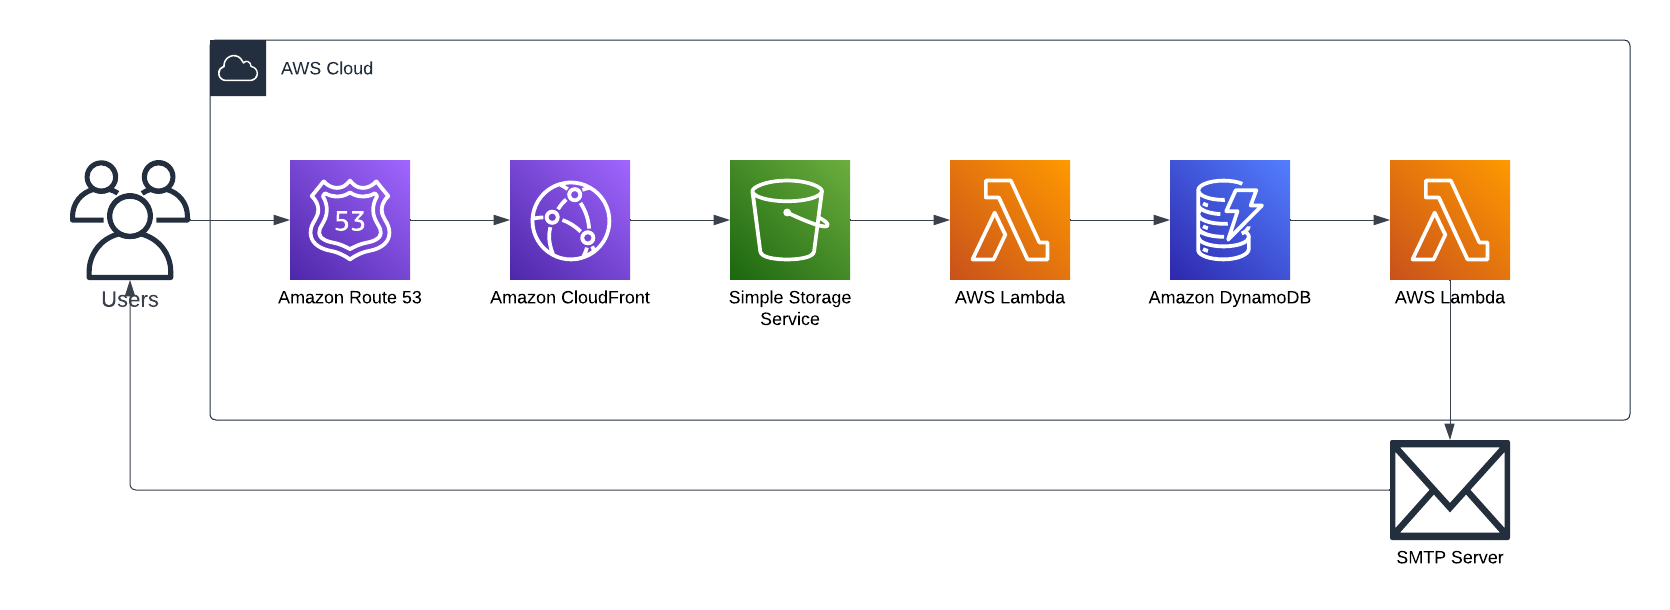 AWS Cloud
53
Users
Amazon Route 53
Amazon CloudFront
Simple Storage
Service
AWS Lambda
Amazon DynamoDB
AWS Lambda
SMTP Server